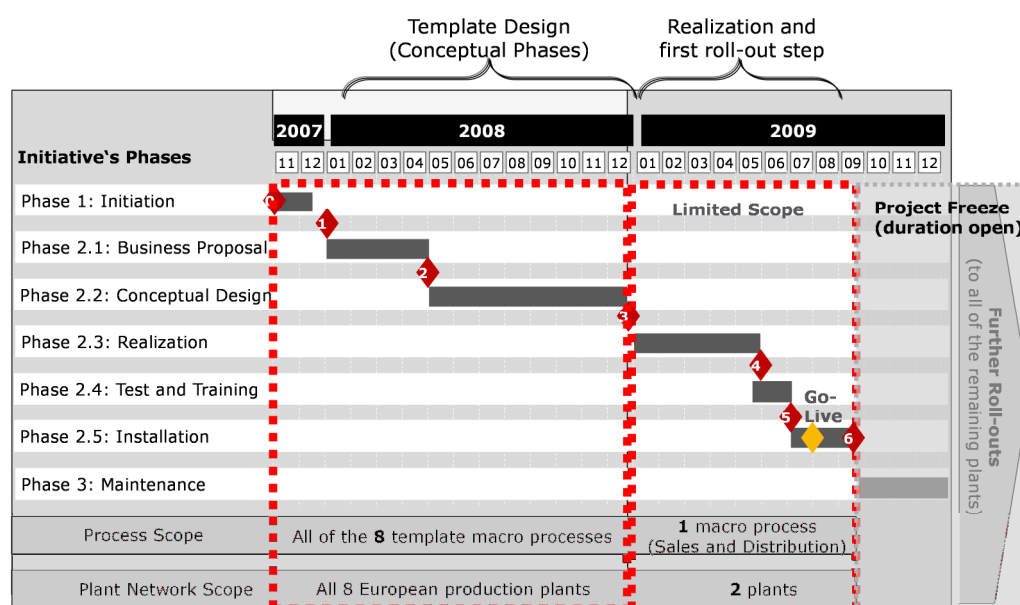 Template Design
(Conceptual Phases)
Realization and
first roll-out step
2007
2008
2009
Initiative's Phases
11 12 01 02 03 04 05 06 07 08 09 10 11 12 01 02 03 04 05 06 07 08 09 10 11 12
Phase 1: Initiation
0
Limited Scope
Project Freeze
(duration open)
1
Phase 2.1: Business Proposal
2
Phase 2.2: Conceptual Design
3
Phase 2.3: Realization
4
Phase 2.4: Test and Training
Go-
Live
5
Phase 2.5: Installation
6
Phase 3: Maintenance
Further Roll-outs
(to all of the remaining plants)
Process Scope
All of the 8 template macro processes
1 macro process
(Sales and Distribution)
Plant Network Scope
All 8 European production plants
2 plants